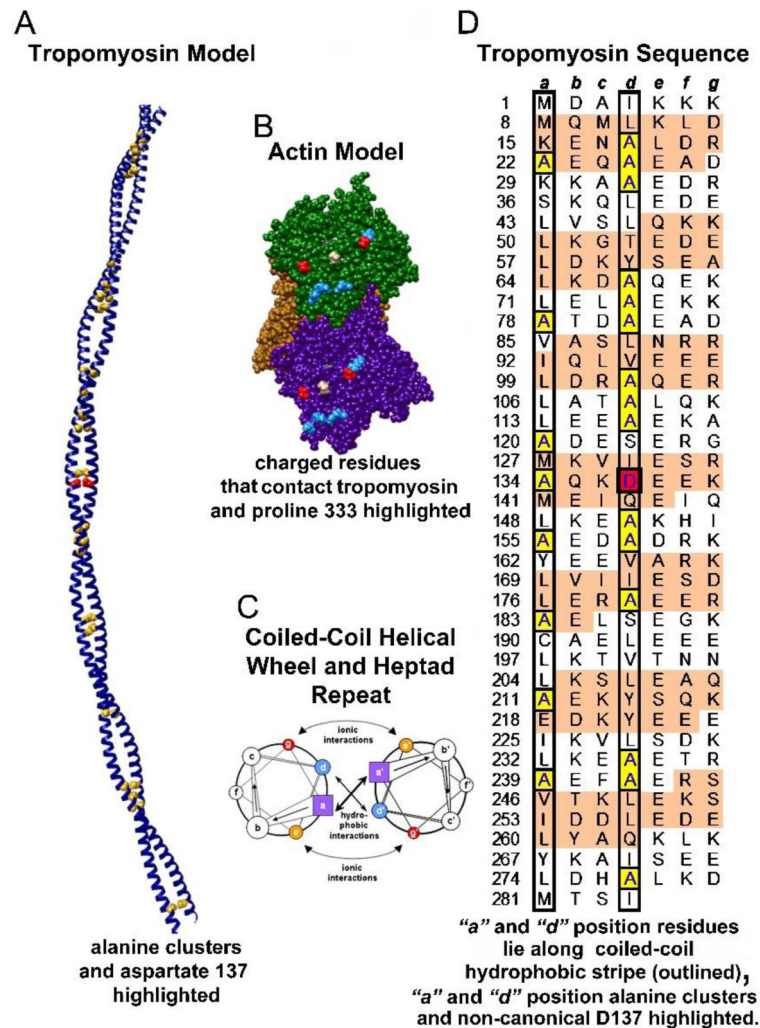 A
Tropomyosin Model
alanine clusters
and aspartate 137
highlighted
B
Actin Model
charged residues
that contact tropomyosin
and proline 333 highlighted
C
Coiled-Coil Helical
Wheel and Heptad
Repeat
ionic
interactions
g
c
d
f
a
b
e
hydro-
phobic
interactions
e'
b'
a'
f'
d'
c'
g'
ionic
interactions
D
Tropomyosin Sequence
a b c d e f g
1 M D A I K K K
8 M Q M L K L D
15 K E N A L D R
22 A E Q A E A D
29 K K A A E D R
36 S K Q L E D E
43 L V S L Q K K
50 L K G T E D E
57 L D K Y S E A
64 L K D A Q E K
71 L E L A E K K
78 A T D A E A D
85 V A S L N R R
92 I Q L V E E E
99 L D R A Q E R
106 L A T A L Q K
113 L E E A E K A
120 A D E S E R G
127 M K V I E S R
134 A Q K D E E K
141 M E I Q E I Q
148 L K E A K H I
155 A E D A D R K
162 Y E E V A R K
169 L V I I E S D
176 L E R A E E R
183 A E L S E G K
190 C A E L E E E
197 L K T V T N N
204 L K S L E A Q
211 A E K Y S Q K
218 E D K Y E E E
225 I K V L S D K
232 L K E A E T R
239 A E F A E R S
246 V T K L E K S
253 I D D L E D E
260 L Y A Q K L K
267 Y K A I S E E
274 L D H A L K D
281 M T S I
"a" and "d" position residues
lie along coiled-coil
hydrophobic stripe (outlined),
"a" and "d" position alanine clusters
and non-canonical D137 highlighted.